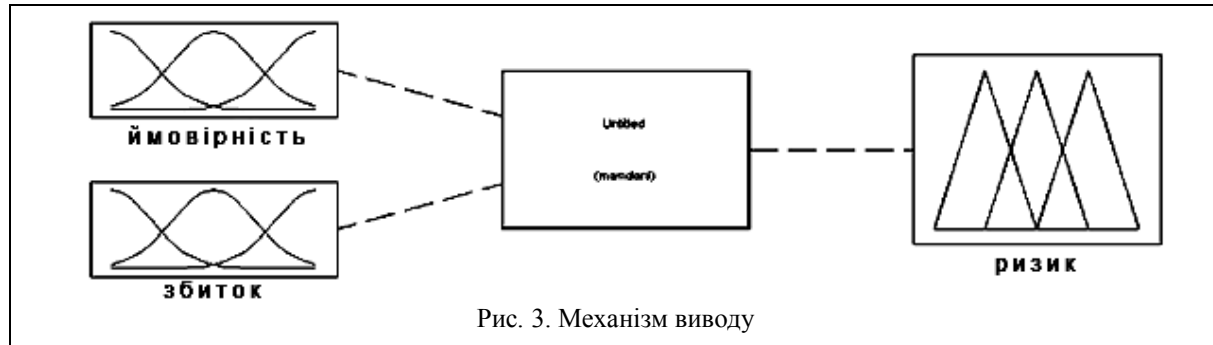 ймовірність
Untitled
(mamdani)
збиток
ризик
Рис. 3. Механізм виводу